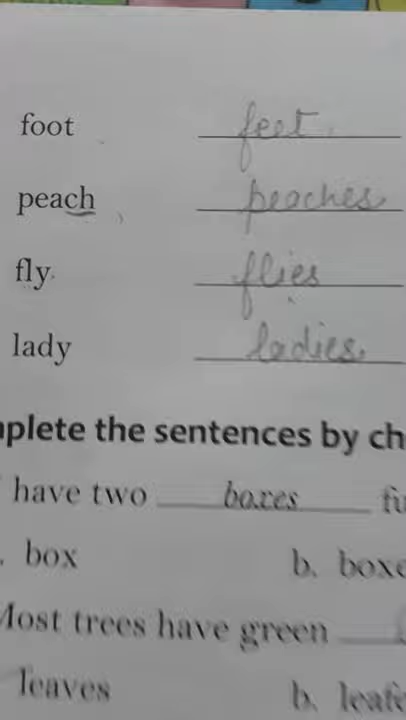 foot feet
peach peaches
fly flies
lady ladies
plete the sentences by ch
have two boxes fu
. box b. boxe
Most trees have green
leaves b. leafe